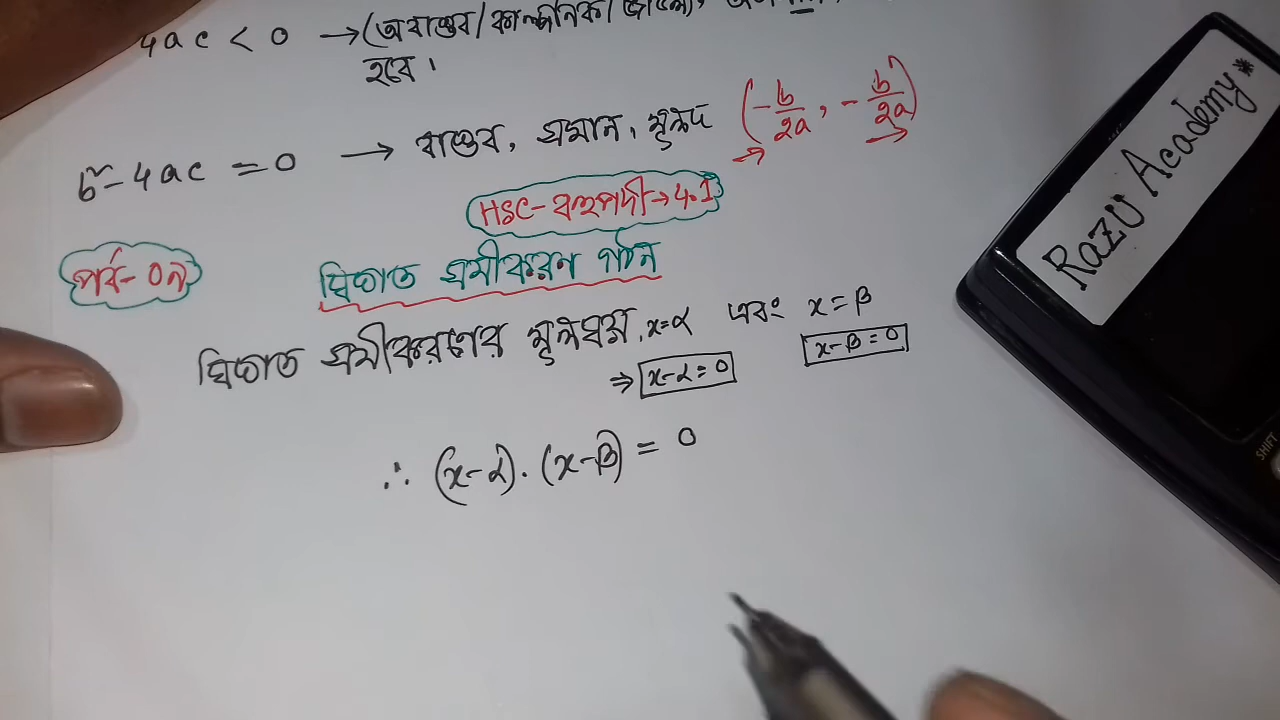 4ac < 0 → (অবাস্তব/কাল্পনিক/জটিল),
হবে।
b² - 4ac = 0 → বাস্তব, সমান, মূলদ (-b/2a, -b/2a)
HSC-বহুপদী→4.1
পর্ব-০৯ দ্বিঘাত সমীকরণ গঠন
দ্বিঘাত সমীকরণের মূলদ্বয়, x=α এবং x=β
⇒ x-α=0 x-β=0
∴ (x-α).(x-β) = 0
RaZU Academy*
SHIFT